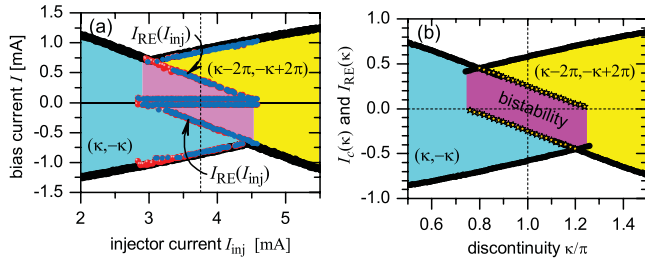 (a)
1.5
1.0
0.5
0.0
-0.5
-1.0
-1.5
bias current I [mA]
I_RE(I_inj)
(κ−2π,−κ+2π)
(κ,−κ)
I_RE(I_inj)
2 3 4 5
injector current I_inj [mA]
(b)
1.0
0.5
0.0
-0.5
-1.0
I_c(κ) and I_RE(κ)
(κ−2π,−κ+2π)
bistability
(κ,−κ)
0.6 0.8 1.0 1.2 1.4
discontinuity κ/π